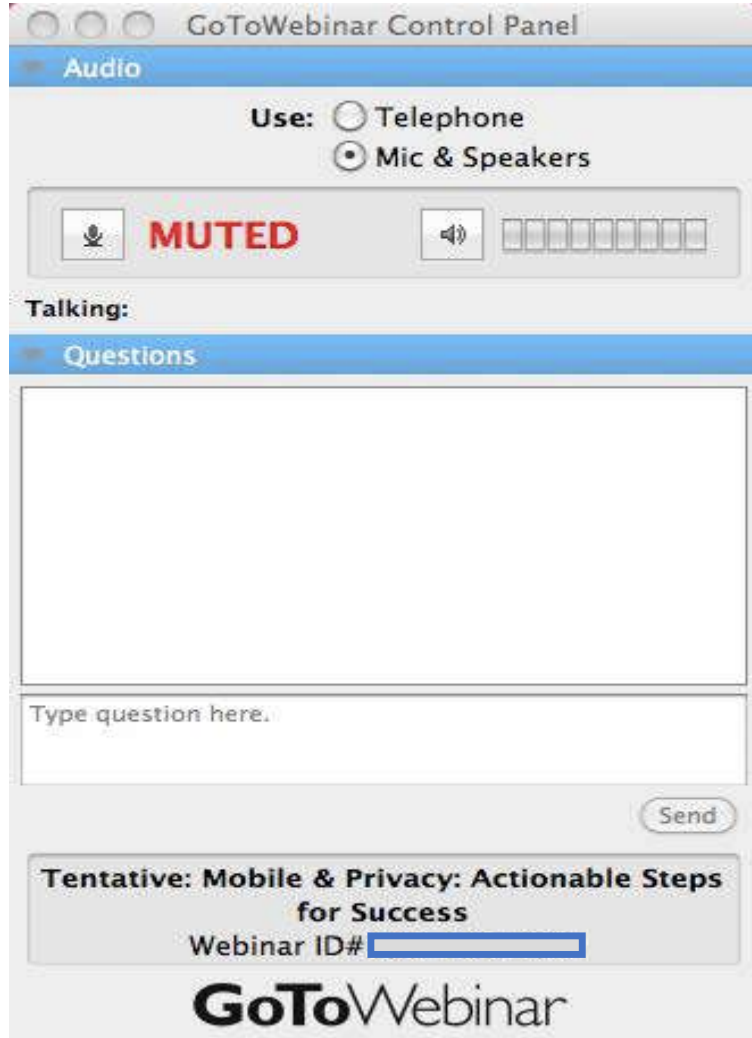 GoToWebinar Control Panel
Audio
Use: Telephone
Mic & Speakers
MUTED
Talking:
Questions
Type question here.
Send
Tentative: Mobile & Privacy: Actionable Steps
for Success
Webinar ID#
GoToWebinar